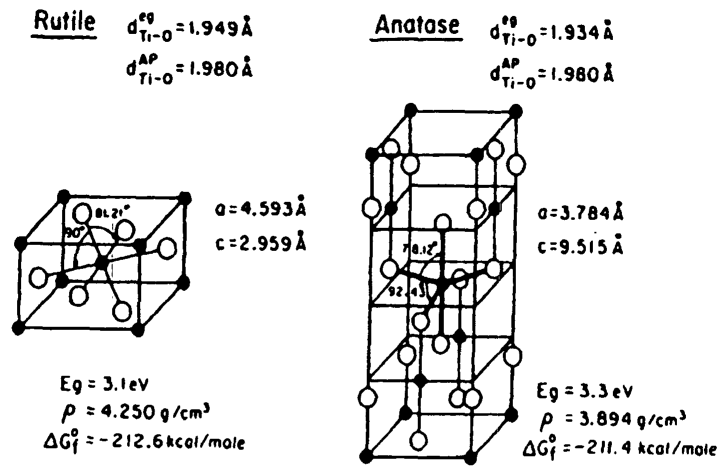 Rutile
d^eg_Ti-O = 1.949 Å
d^AP_Ti-O = 1.980 Å
81.21°
90°
a = 4.593 Å
c = 2.959 Å
Eg = 3.1 eV
ρ = 4.250 g/cm³
ΔG°f = -212.6 kcal/mole
Anatase
d^eg_Ti-O = 1.934 Å
d^AP_Ti-O = 1.980 Å
78.12°
92.43
a = 3.784 Å
c = 9.515 Å
Eg = 3.3 eV
ρ = 3.894 g/cm³
ΔG°f = -211.4 kcal/mole